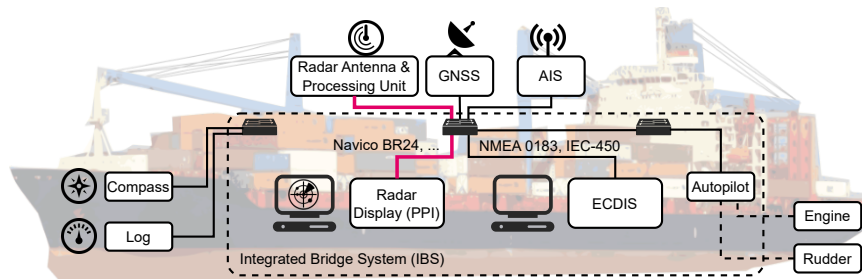 Radar Antenna &
Processing Unit
GNSS
AIS
Navico BR24, ...
NMEA 0183, IEC-450
Compass
Radar
Display (PPI)
ECDIS
Autopilot
Log
Engine
Integrated Bridge System (IBS)
Rudder